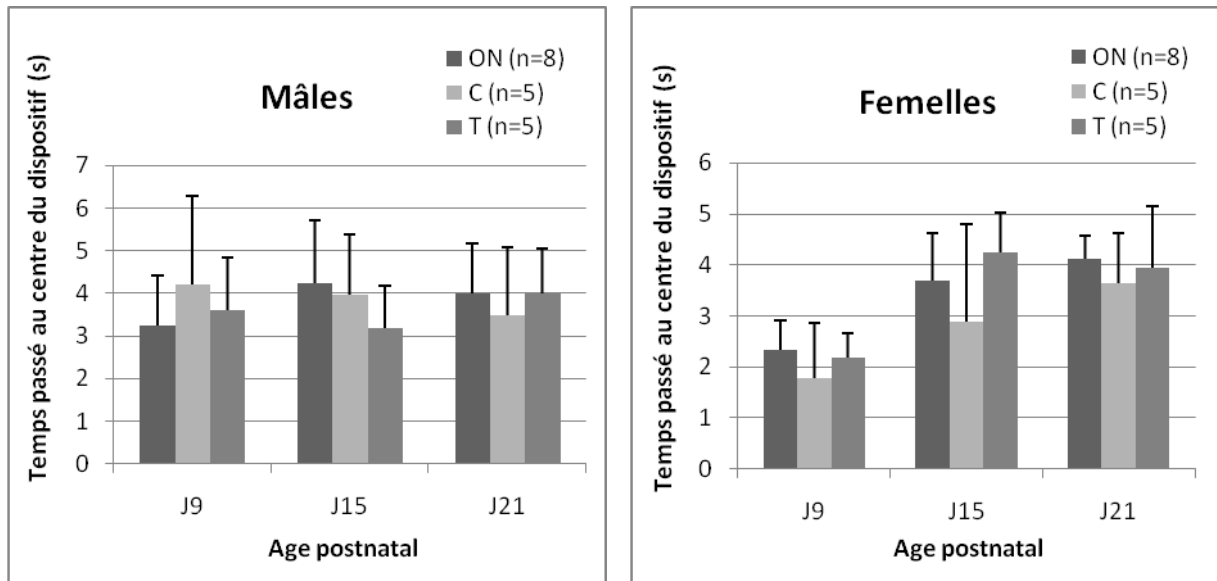 Temps passé au centre du dispositif (s)
Mâles
ON (n=8)
C (n=5)
T (n=5)
7
6
5
4
3
2
1
0
J9 J15 J21
Age postnatal
Temps passé au centre du dispositif (s)
Femelles
ON (n=8)
C (n=5)
T (n=5)
6
5
4
3
2
1
0
J9 J15 J21
Age postnatal